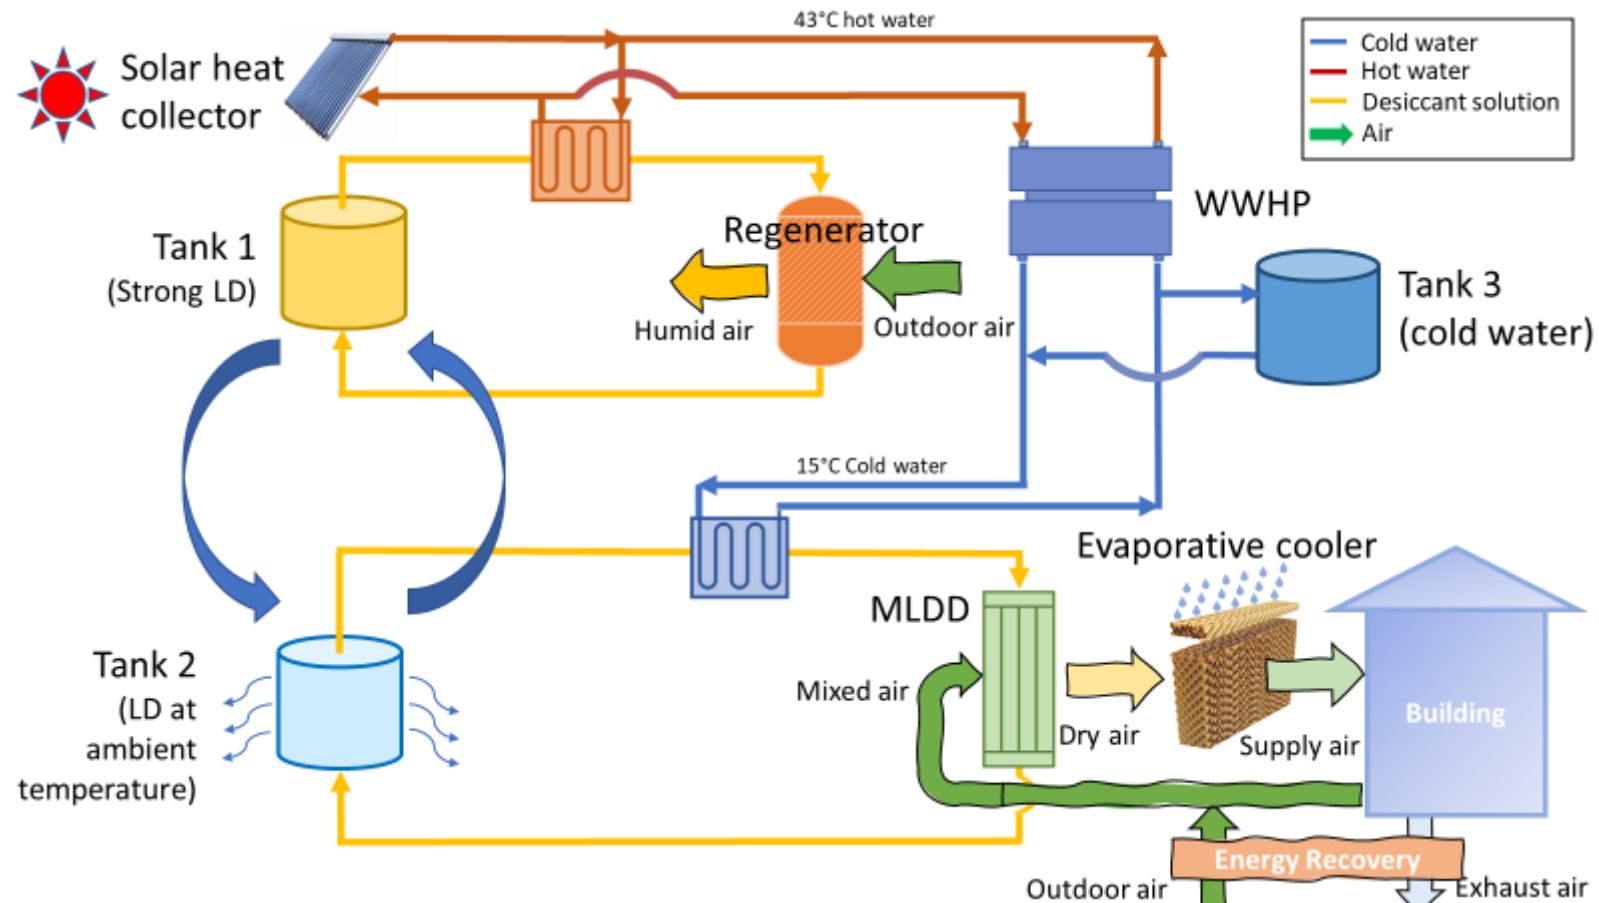 43°C hot water
Cold water
Hot water
Desiccant solution
Air
Solar heat
collector
WWHP
Regenerator
Tank 1
(Strong LD)
Tank 3
(cold water)
Humid air
Outdoor air
15°C Cold water
Evaporative cooler
MLDD
Tank 2
(LD at
ambient
temperature)
Mixed air
Dry air
Supply air
Building
Energy Recovery
Outdoor air
Exhaust air